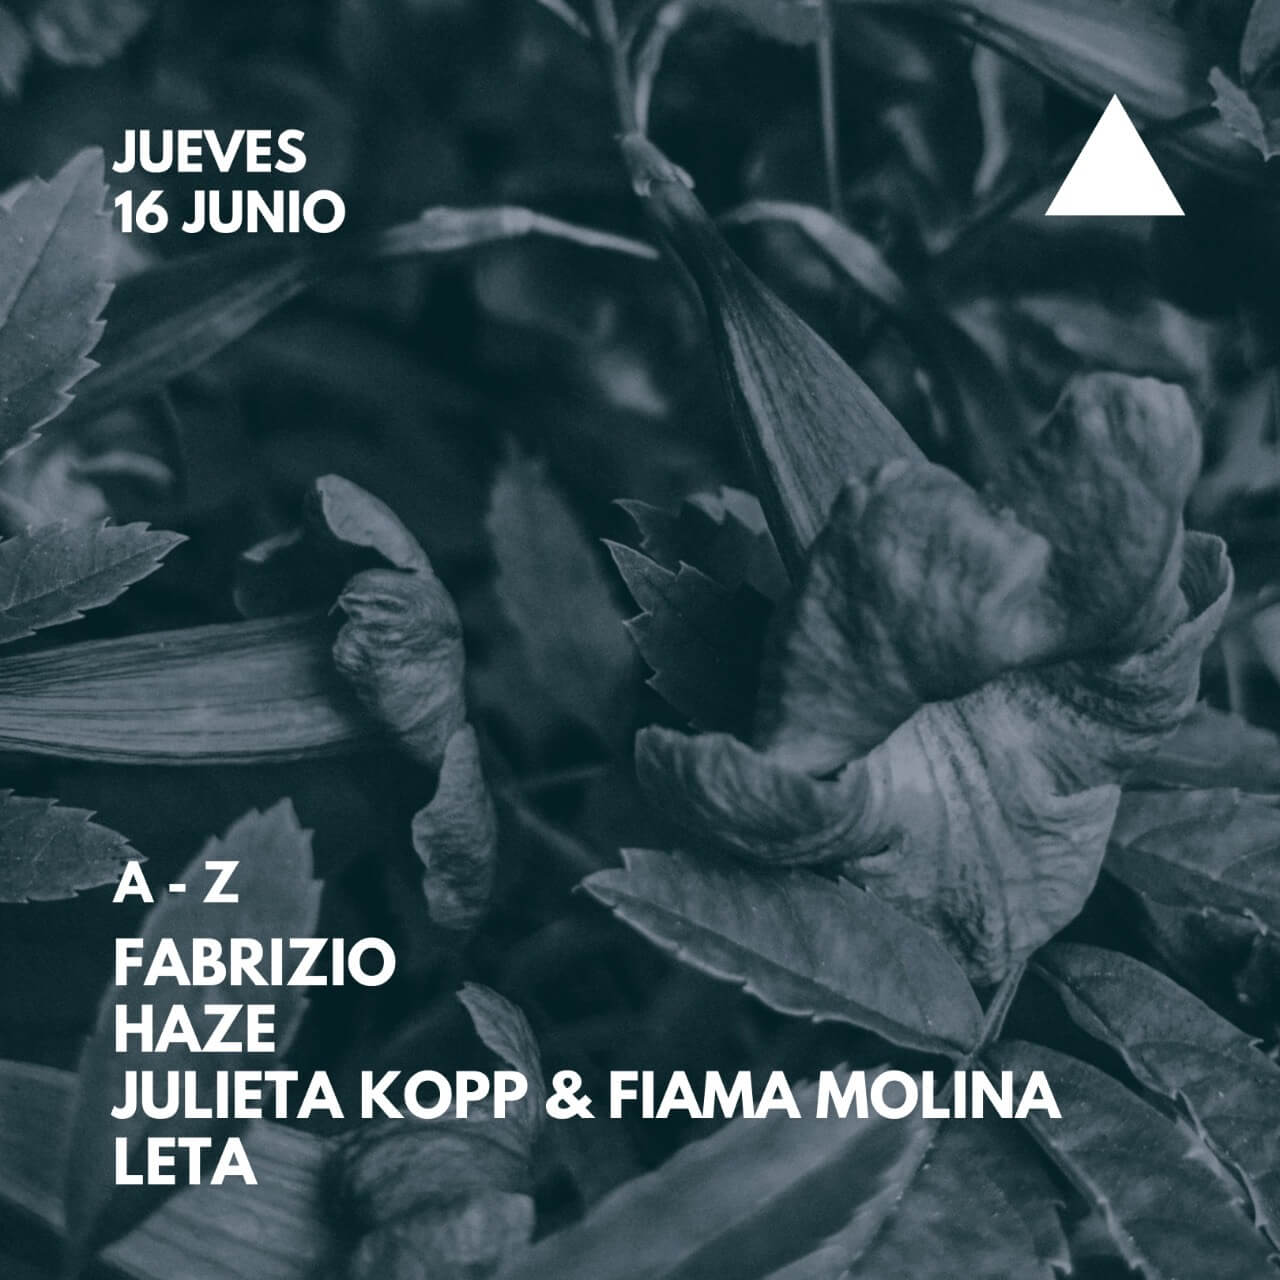 JUEVES
16 JUNIO
A - Z
FABRIZIO
HAZE
JULIETA KOPP & FIAMA MOLINA
LETA